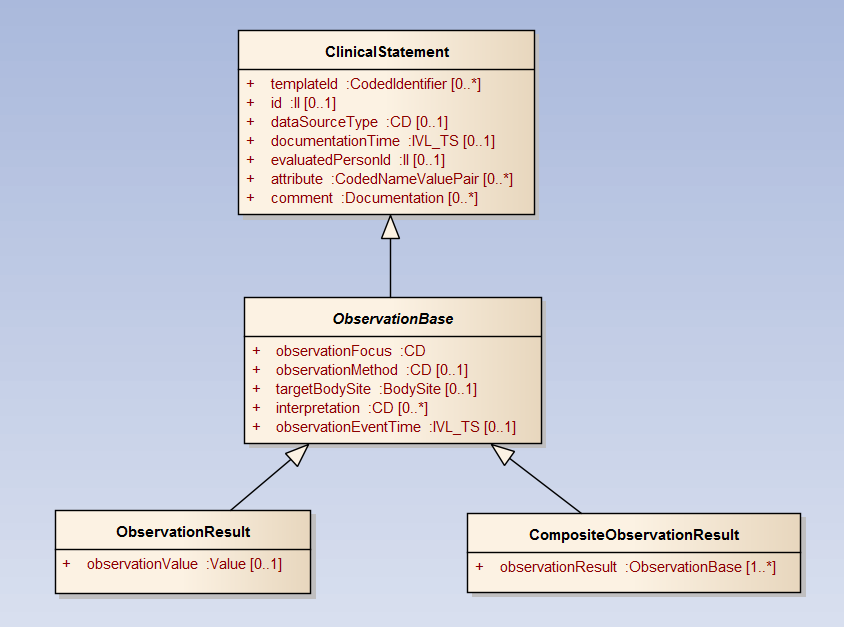 ClinicalStatement
+ templateId :CodedIdentifier [0..*]
+ id :II [0..1]
+ dataSourceType :CD [0..1]
+ documentationTime :IVL_TS [0..1]
+ evaluatedPersonId :II [0..1]
+ attribute :CodedNameValuePair [0..*]
+ comment :Documentation [0..*]
ObservationBase
+ observationFocus :CD
+ observationMethod :CD [0..1]
+ targetBodySite :BodySite [0..1]
+ interpretation :CD [0..*]
+ observationEventTime :IVL_TS [0..1]
ObservationResult
+ observationValue :Value [0..1]
CompositeObservationResult
+ observationResult :ObservationBase [1..*]